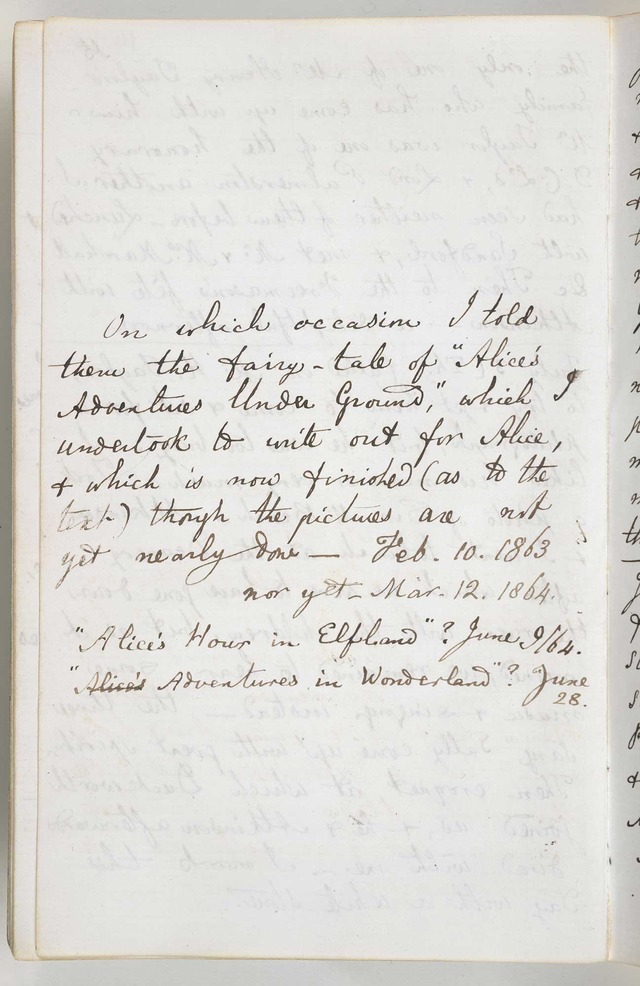 On which occasion I told
them the fairy-tale of "Alice's
Adventures Under Ground," which I
undertook to write out for Alice,
& which is now finished (as to the
text) though the pictures are not
yet nearly done — Feb. 10. 1863
nor yet - Mar. 12. 1864.
"Alice's Hour in Elfland"? June 9/64.
"Alice's Adventures in Wonderland"? June
28.